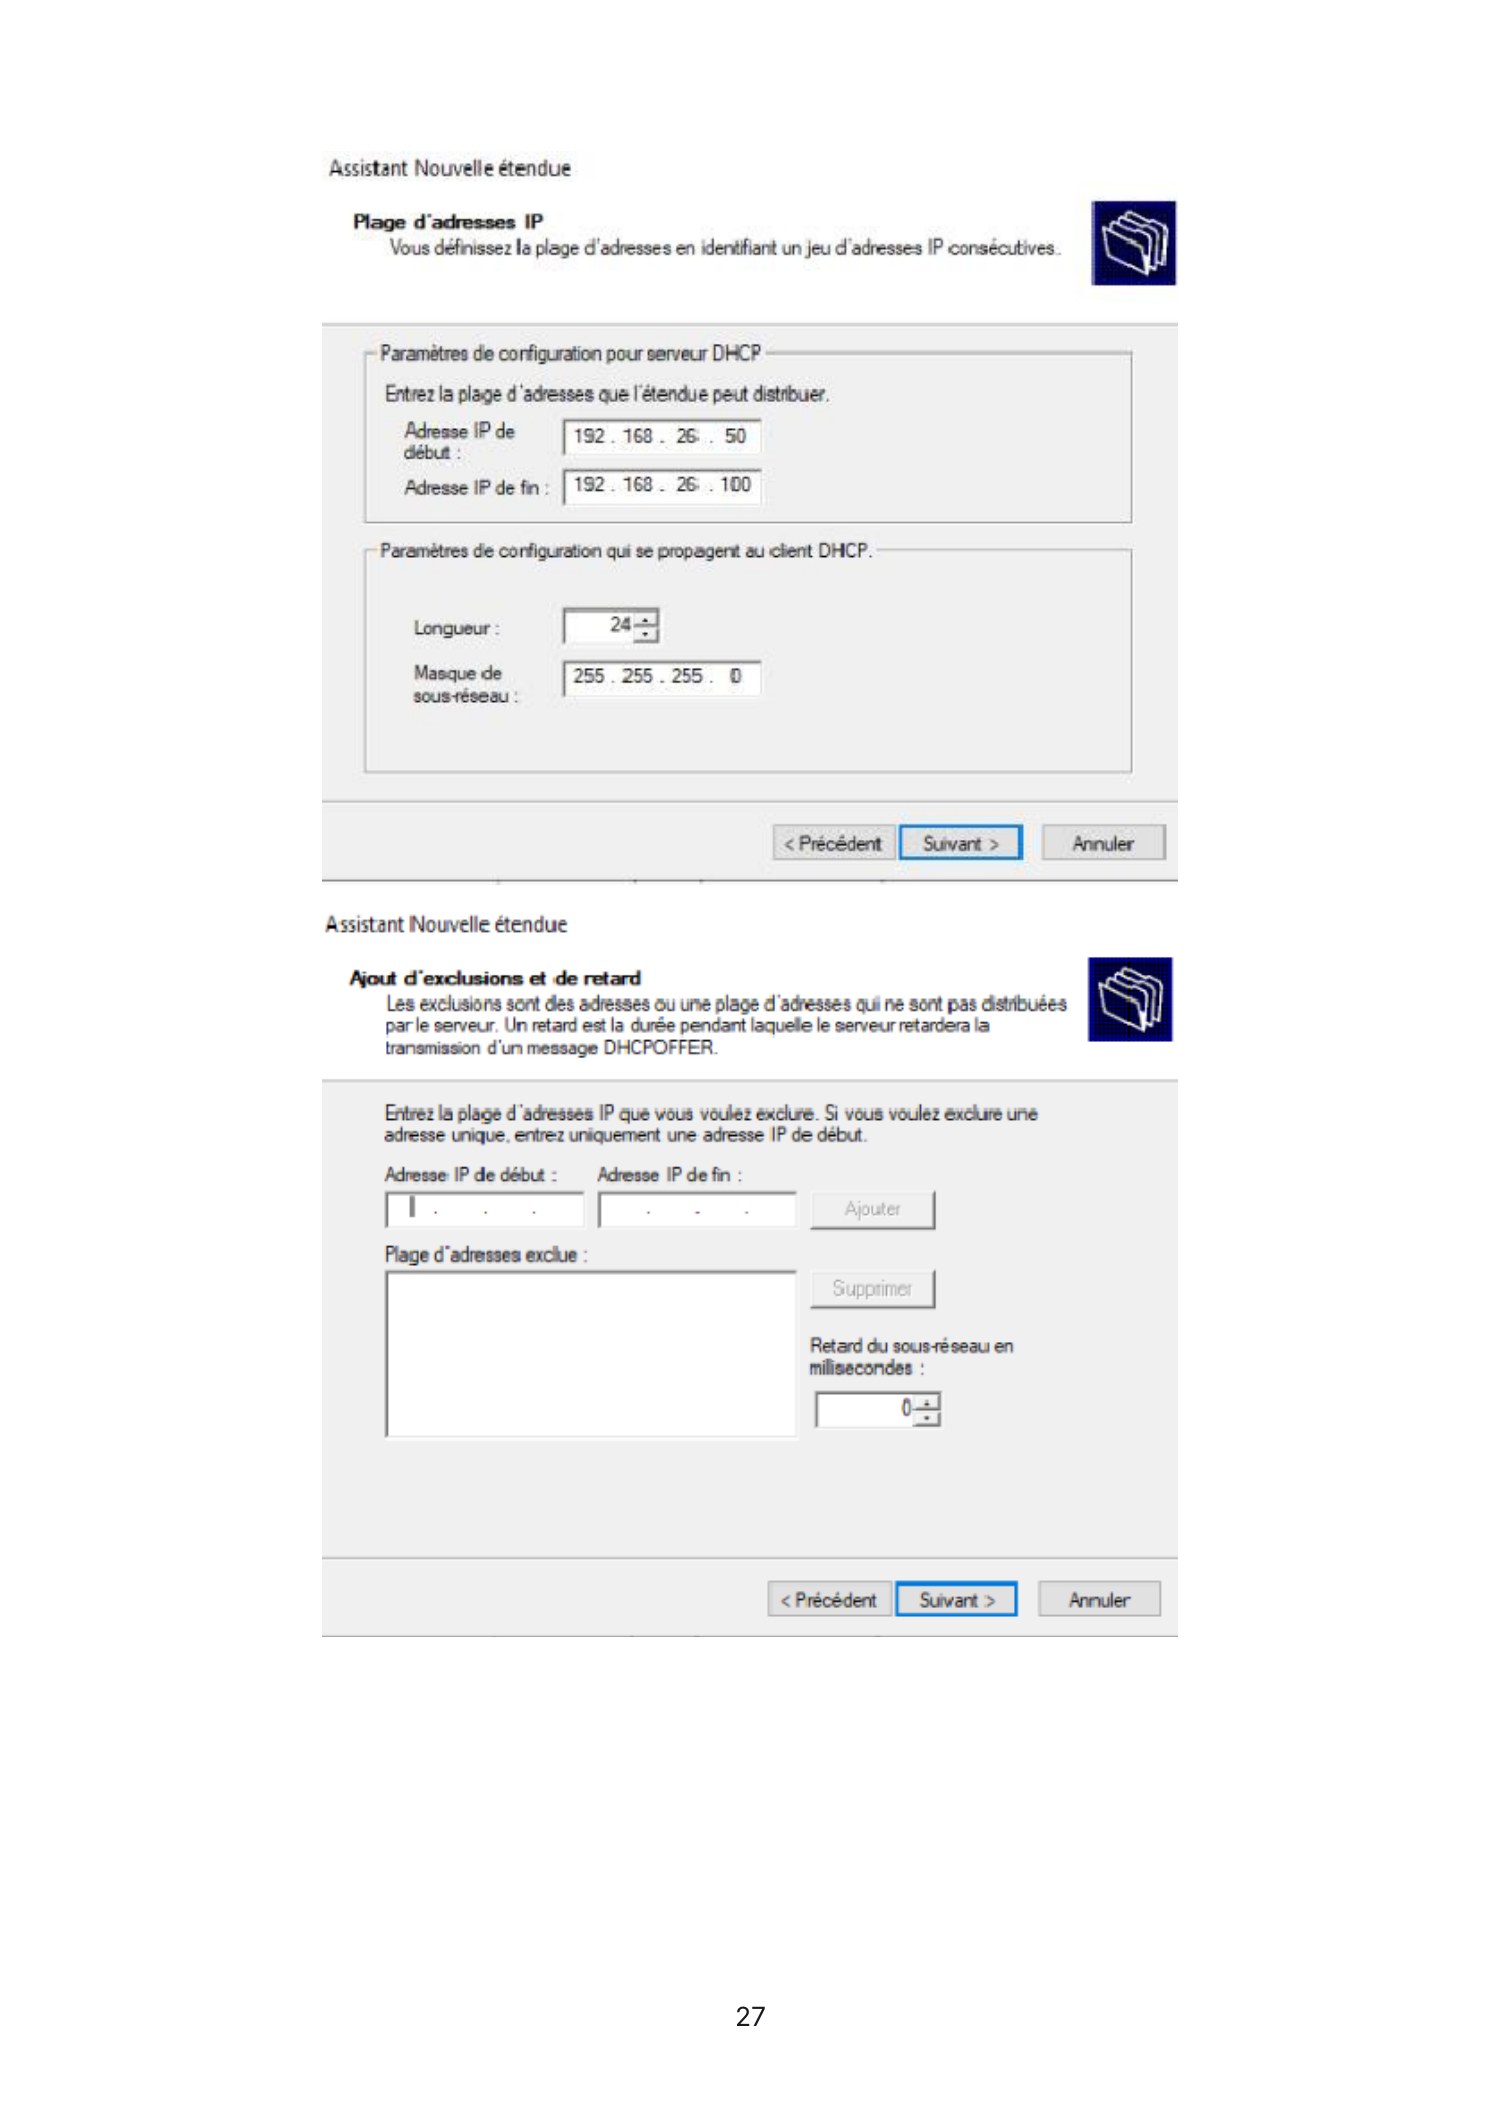 Assistant Nouvelle étendue
Plage d'adresses IP
Vous définissez la plage d'adresses en identifiant un jeu d'adresses IP consécutives.
Paramètres de configuration pour serveur DHCP
Entrez la plage d'adresses que l'étendue peut distribuer.
Adresse IP de
début :
192 . 168 . 26 . 50
Adresse IP de fin :
192 . 168 . 26 . 100
Paramètres de configuration qui se propagent au client DHCP.
Longueur :
24
Masque de
sous-réseau :
255 . 255 . 255 . 0
< Précédent
Suivant >
Annuler
Assistant Nouvelle étendue
Ajout d'exclusions et de retard
Les exclusions sont des adresses ou une plage d'adresses qui ne sont pas distribuées
par le serveur. Un retard est la durée pendant laquelle le serveur retardera la
transmission d'un message DHCPOFFER.
Entrez la plage d'adresses IP que vous voulez exclure. Si vous voulez exclure une
adresse unique, entrez uniquement une adresse IP de début.
Adresse IP de début :
Adresse IP de fin :
Ajouter
Plage d'adresses exclue :
Supprimer
Retard du sous-réseau en
millisecondes :
0
< Précédent
Suivant >
Annuler
27